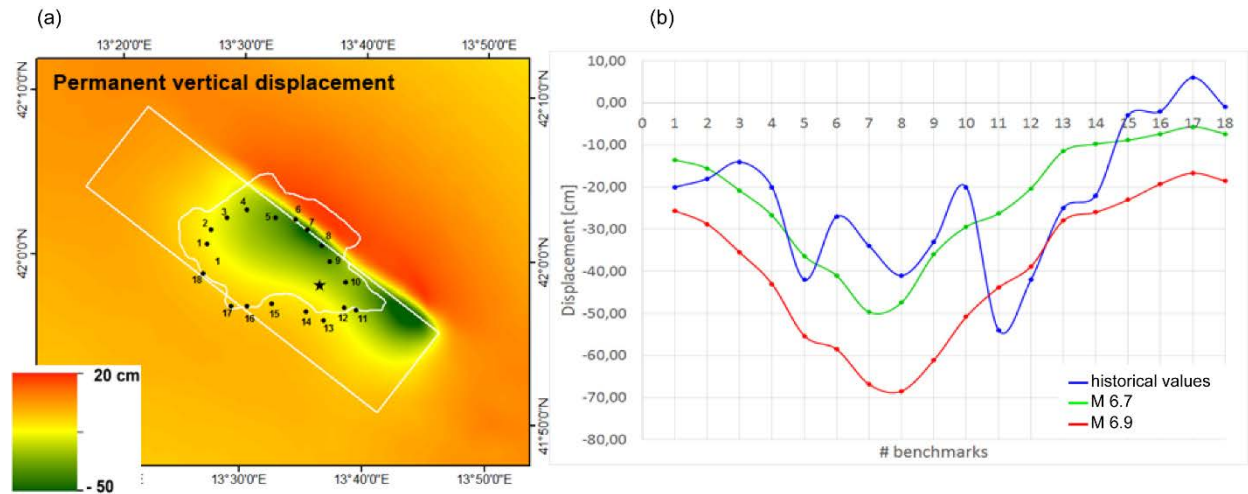 (a)
13°20'0"E 13°30'0"E 13°40'0"E 13°50'0"E
Permanent vertical displacement
42°10'0"N
42°0'0"N
4
3
5
6
2
7
1
8
1
9
18
10
17
16
15
14
13
12
11
42°10'0"N
42°0'0"N
41°50'0"N
20 cm
- 50
13°30'0"E 13°40'0"E 13°50'0"E
(b)
10,00
0,00
0 1 2 3 4 5 6 7 8 9 10 11 12 13 14 15 16 17 18
-10,00
-20,00
-30,00
-40,00
-50,00
-60,00
-70,00
-80,00
Displacement [cm]
historical values
M 6.7
M 6.9
# benchmarks